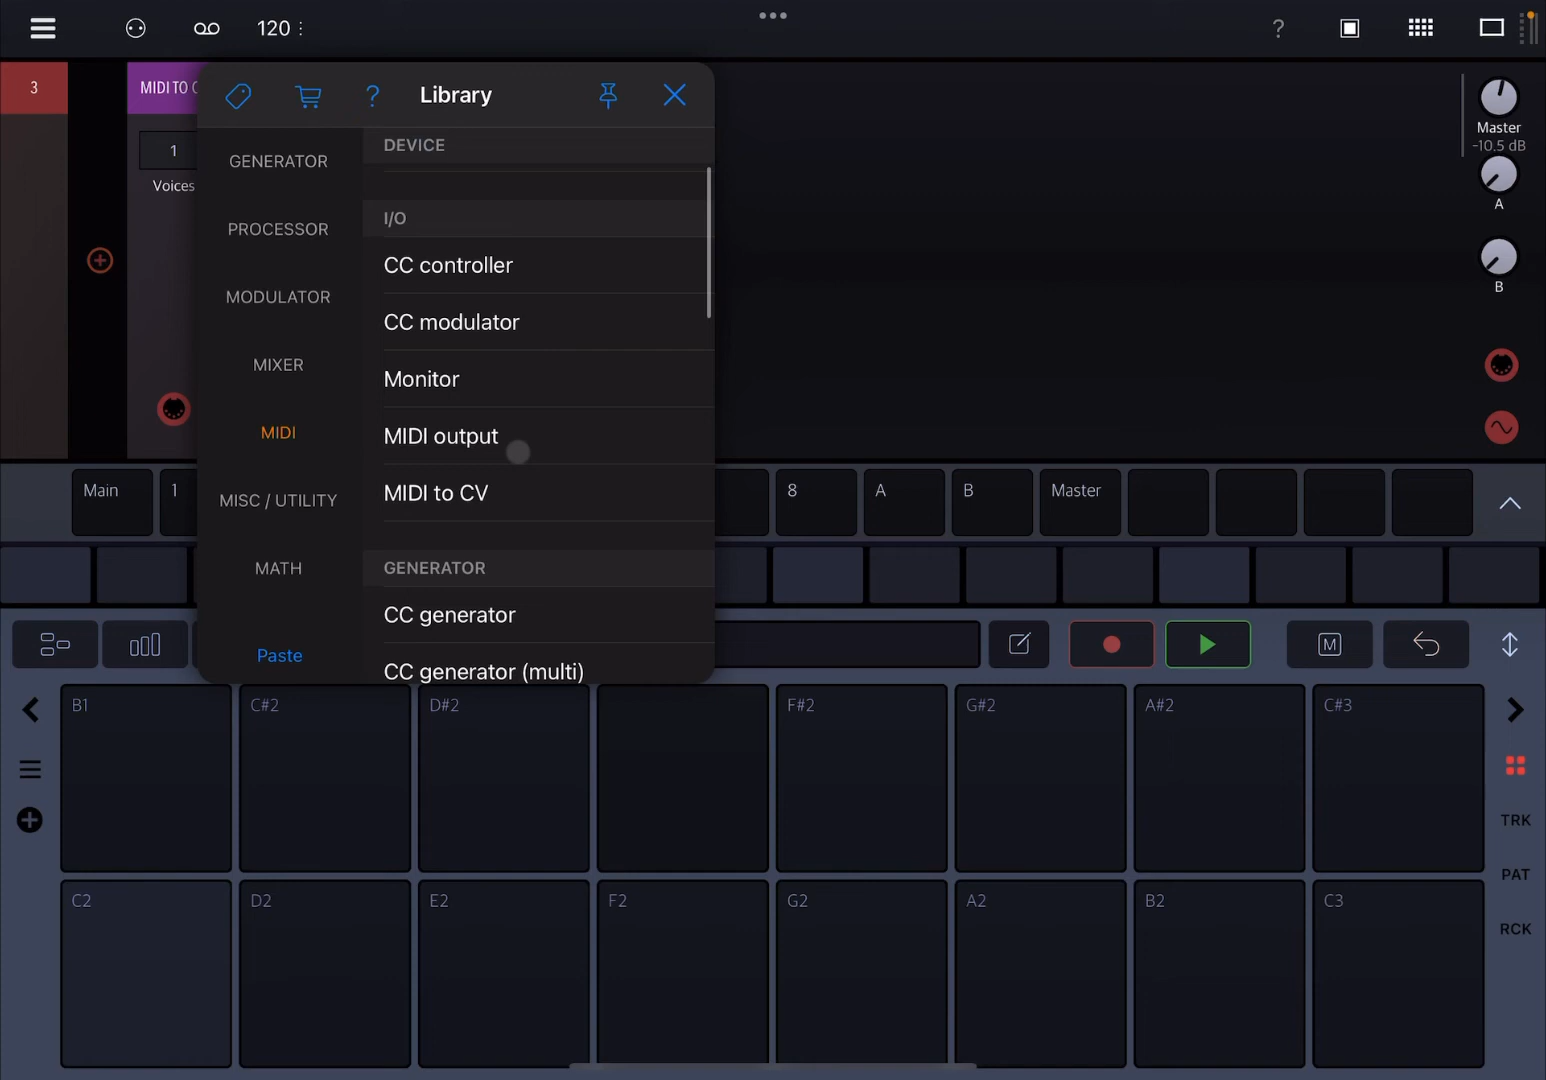 120
?
3
MIDI TO C
1
Voices
?
Library
GENERATOR
PROCESSOR
MODULATOR
MIXER
MIDI
MISC / UTILITY
MATH
Paste
DEVICE
I/O
CC controller
CC modulator
Monitor
MIDI output
MIDI to CV
GENERATOR
CC generator
CC generator (multi)
Master
-10.5 dB
A
B
Main
1
8
A
B
Master
M
B1
C#2
D#2
F#2
G#2
A#2
C#3
C2
D2
E2
F2
G2
A2
B2
C3
TRK
PAT
RCK